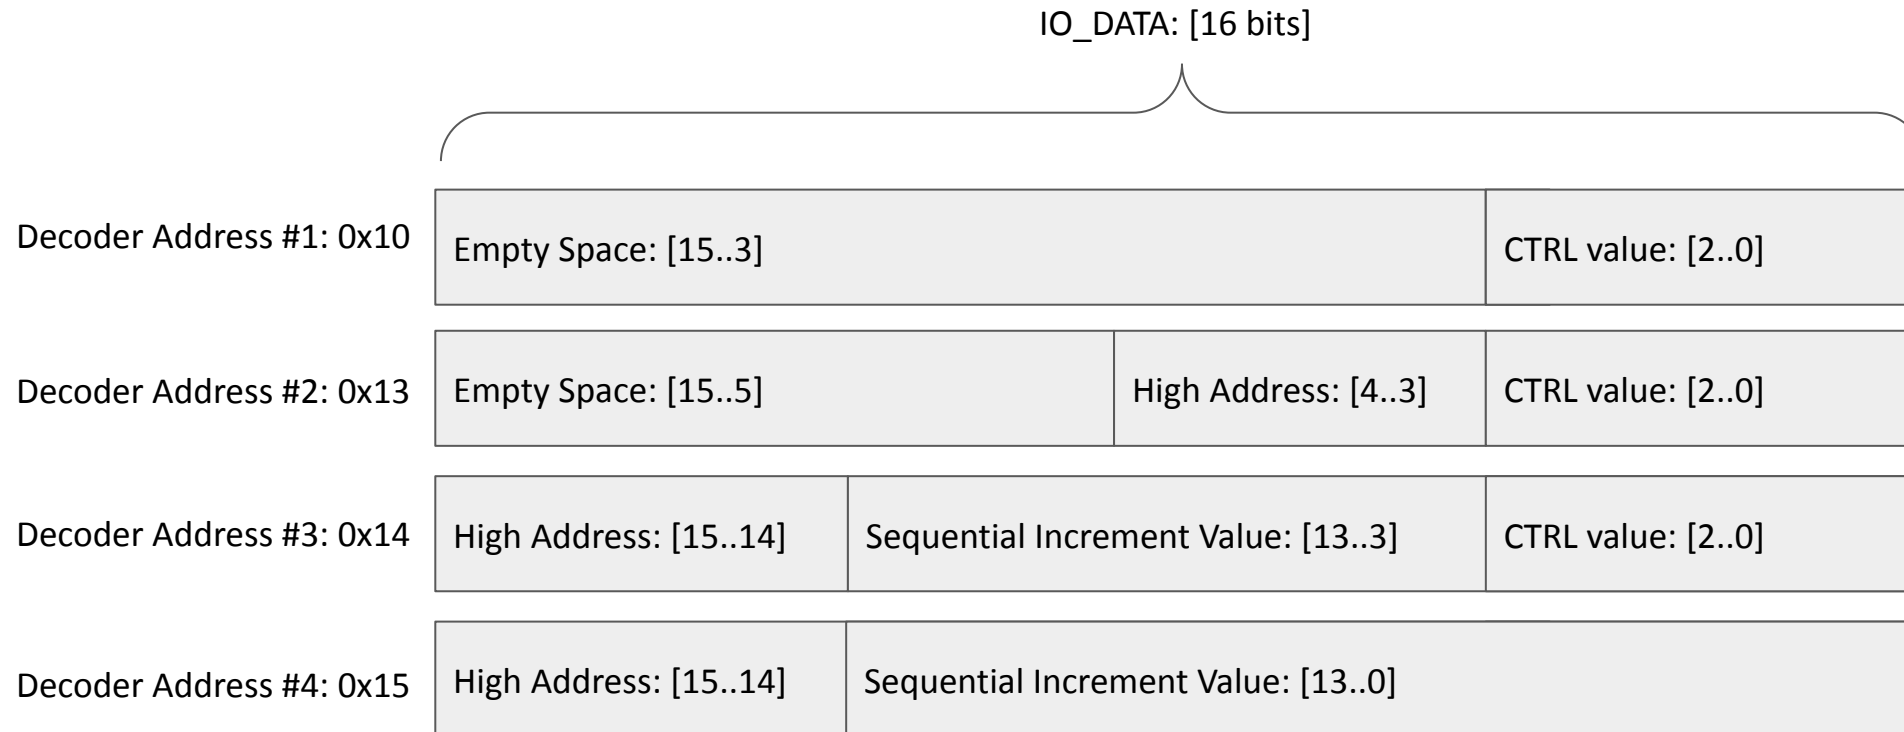 IO_DATA: [16 bits]
Decoder Address #1: 0x10
Empty Space: [15..3]
CTRL value: [2..0]
Decoder Address #2: 0x13
Empty Space: [15..5]
High Address: [4..3]
CTRL value: [2..0]
Decoder Address #3: 0x14
High Address: [15..14]
Sequential Increment Value: [13..3]
CTRL value: [2..0]
Decoder Address #4: 0x15
High Address: [15..14]
Sequential Increment Value: [13..0]